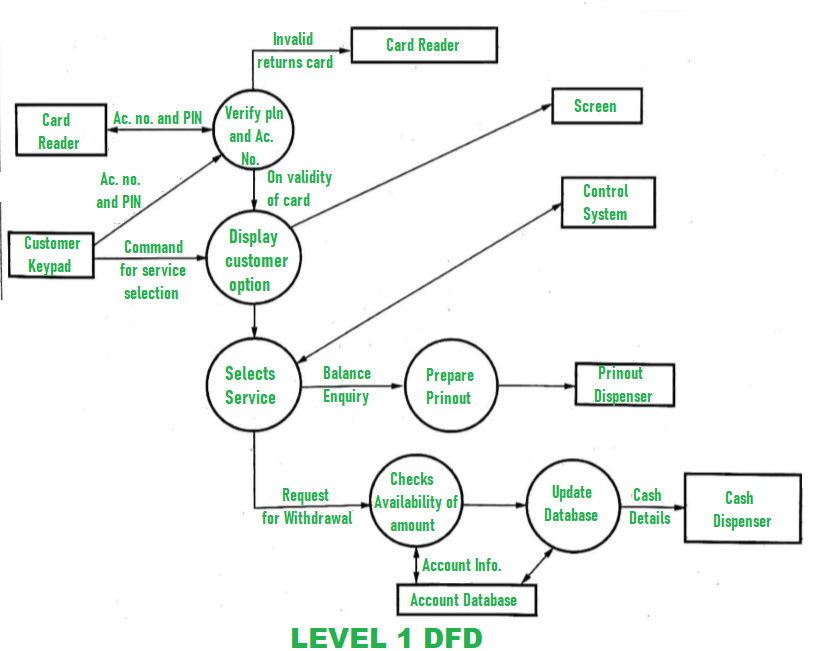 Invalid
returns card
Card Reader
Screen
Card
Reader
Ac. no. and PIN
Verify pln
and Ac.
No.
Ac. no.
and PIN
On validity
of card
Control
System
Customer
Keypad
Command
for service
selection
Display
customer
option
Selects
Service
Balance
Enquiry
Prepare
Prinout
Prinout
Dispenser
Request
for Withdrawal
Checks
Availability of
amount
Update
Database
Cash
Details
Cash
Dispenser
Account Info.
Account Database
LEVEL 1 DFD